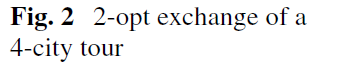 Fig. 2 2-opt exchange of a
4-city tour